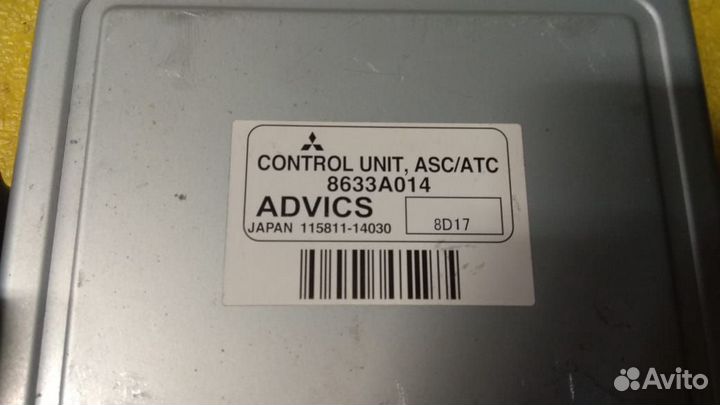 CONTROL UNIT, ASC/ATC
8633A014
ADVICS
JAPAN 115811-14030
8D17
Avito